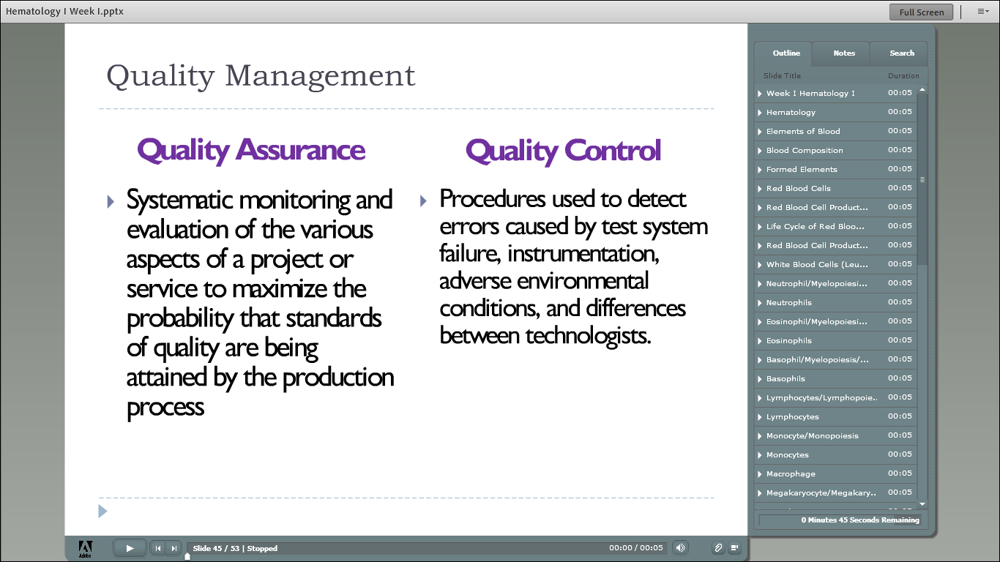 Hematology I Week I.pptx
Full Screen
Quality Management
Quality Assurance
Systematic monitoring and
evaluation of the various
aspects of a project or
service to maximize the
probability that standards
of quality are being
attained by the production
process
Quality Control
Procedures used to detect
errors caused by test system
failure, instrumentation,
adverse environmental
conditions, and differences
between technologists.
Outline Notes Search
Slide Title Duration
Week I Hematology I 00:05
Hematology 00:05
Elements of Blood 00:05
Blood Composition 00:05
Formed Elements 00:05
Red Blood Cells 00:05
Red Blood Cell Product... 00:05
Life Cycle of Red Bloo... 00:05
Red Blood Cell Product... 00:05
White Blood Cells (Leu... 00:05
Neutrophil/Myelopoiesi... 00:05
Neutrophils 00:05
Eosinophil/Myelopoiesi... 00:05
Eosinophils 00:05
Basophil/Myelopoiesis/... 00:05
Basophils 00:05
Lymphocytes/Lymphopoie.. 00:05
Lymphocytes 00:05
Monocyte/Monopoiesis 00:05
Monocytes 00:05
Macrophage 00:05
Megakaryocyte/Megakary.. 00:05
0 Minutes 45 Seconds Remaining
Adobe
Slide 45 / 53 | Stopped
00:00 / 00:05